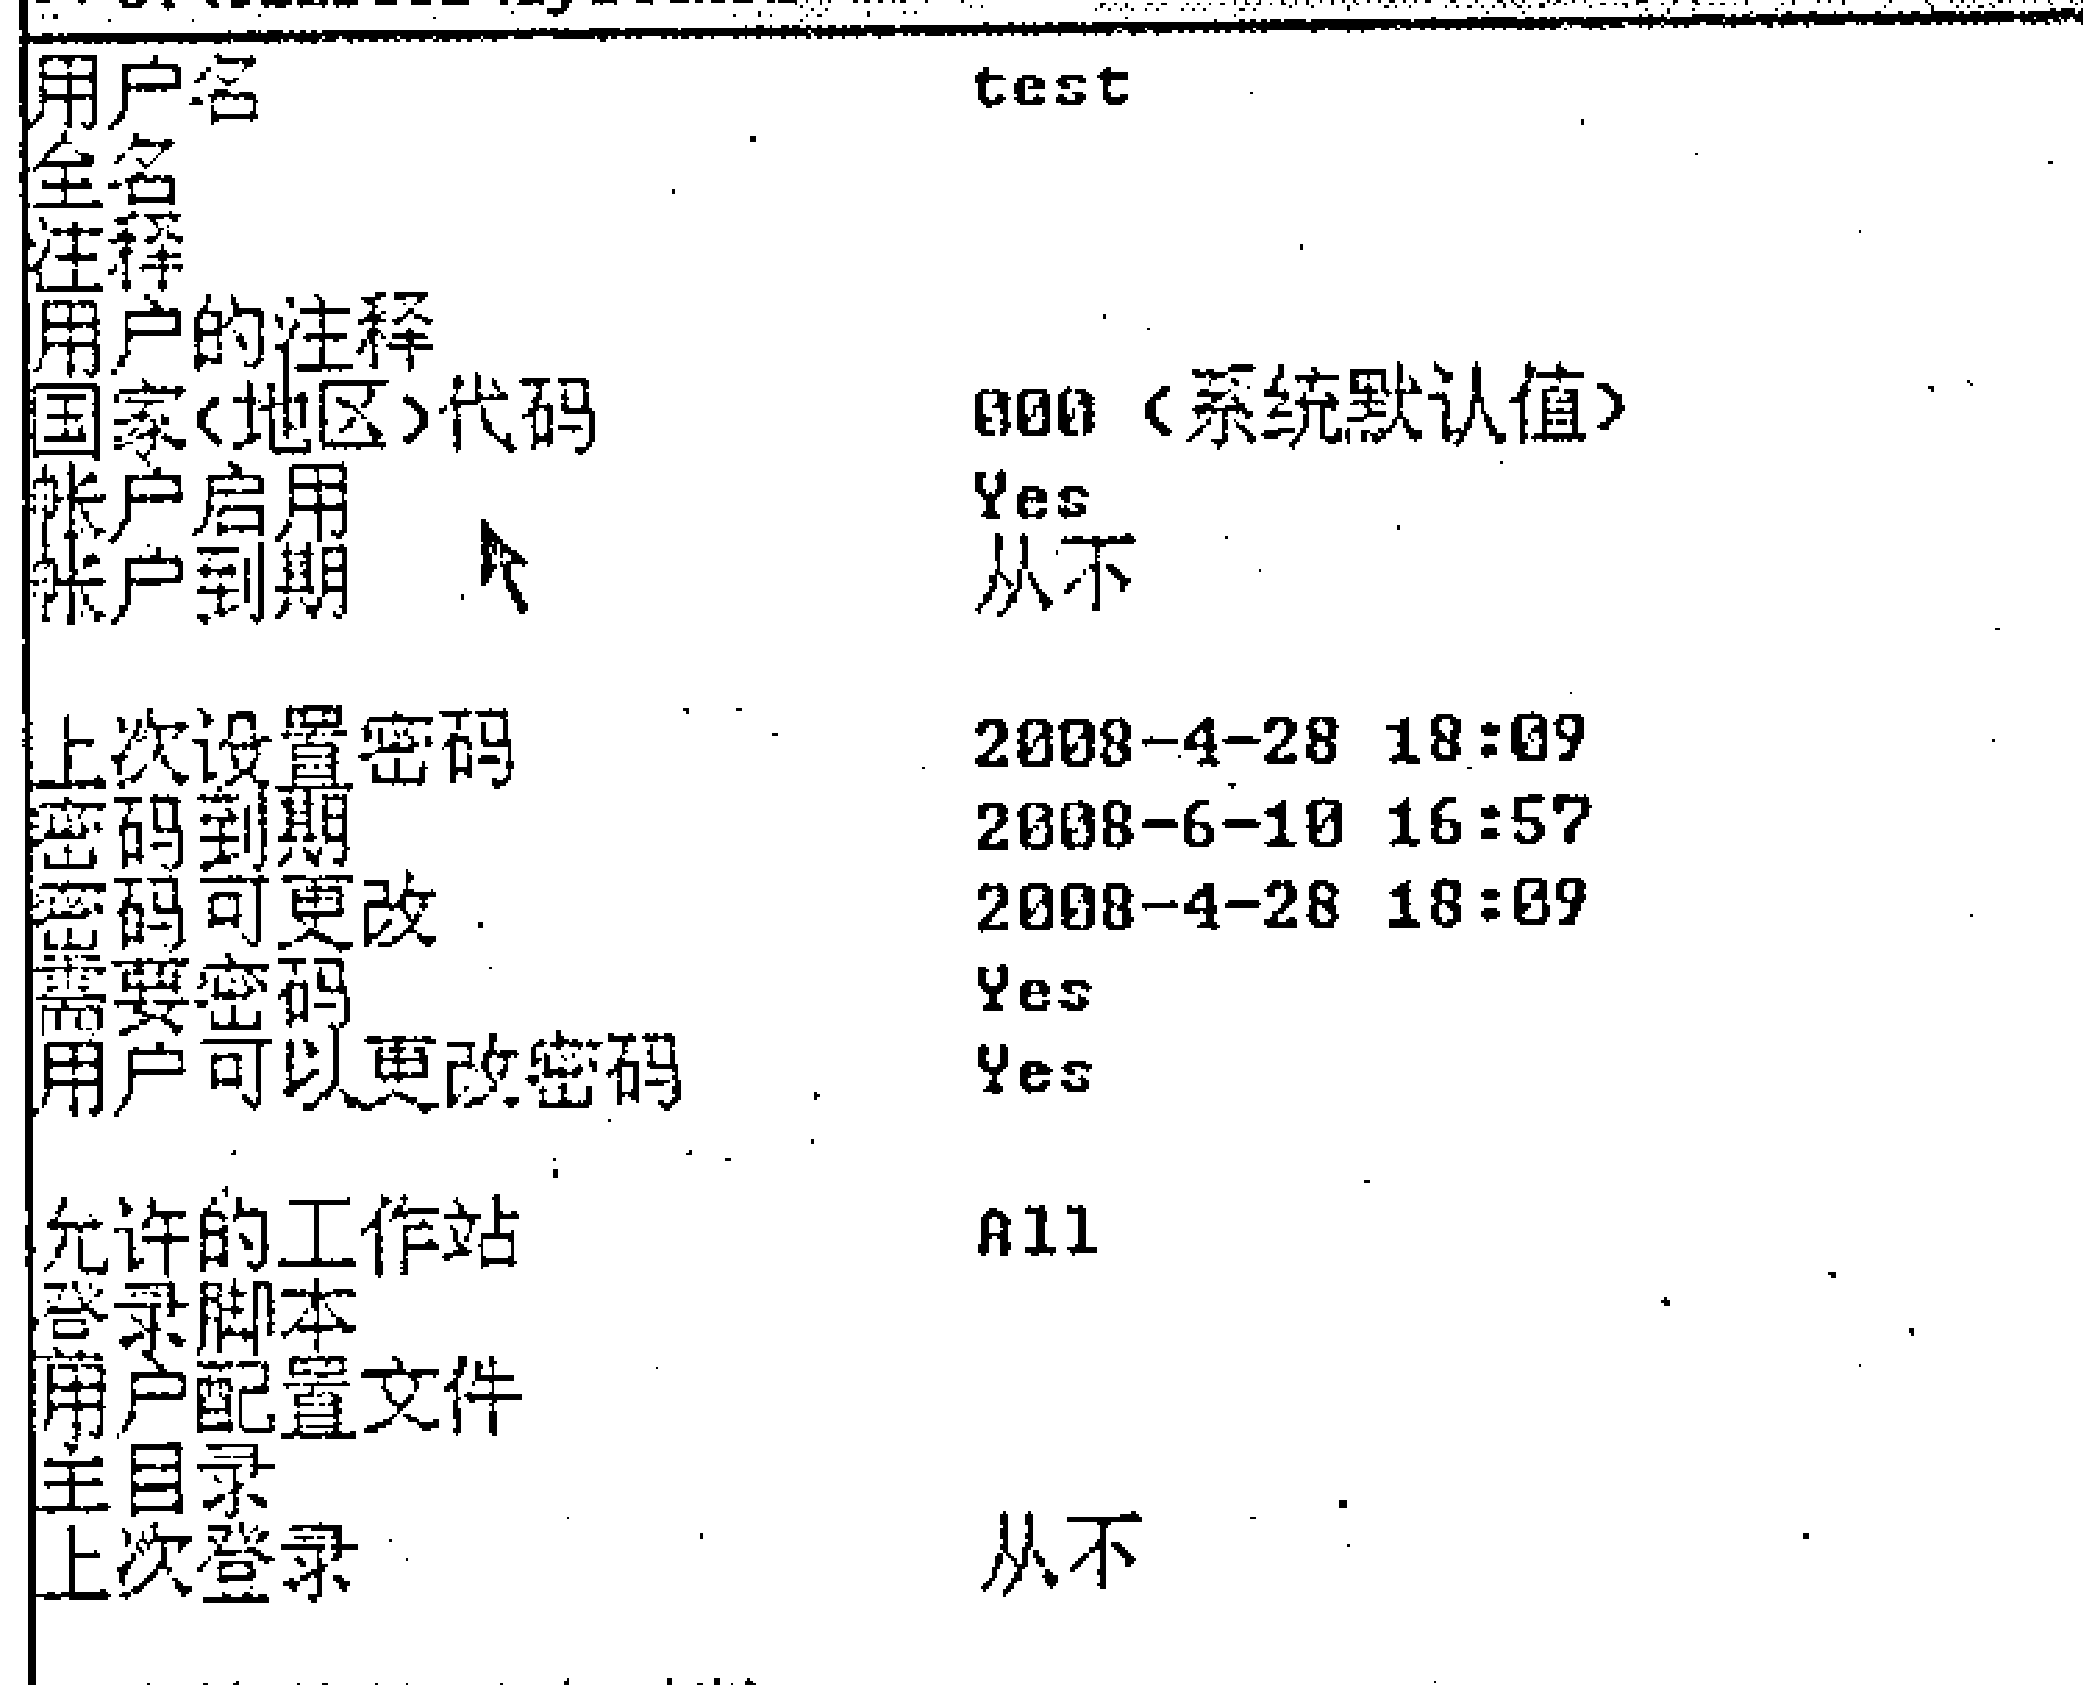 用户名 test
全名
注释
用户的注释
国家(地区)代码 000 (系统默认值)
帐户启用 Yes
帐户到期 从不
上次设置密码 2008-4-28 18:09
密码到期 2008-6-10 16:57
密码可更改 2008-4-28 18:09
需要密码 Yes
用户可以更改密码 Yes
允许的工作站 All
登录脚本
用户配置文件
主目录
上次登录 从不